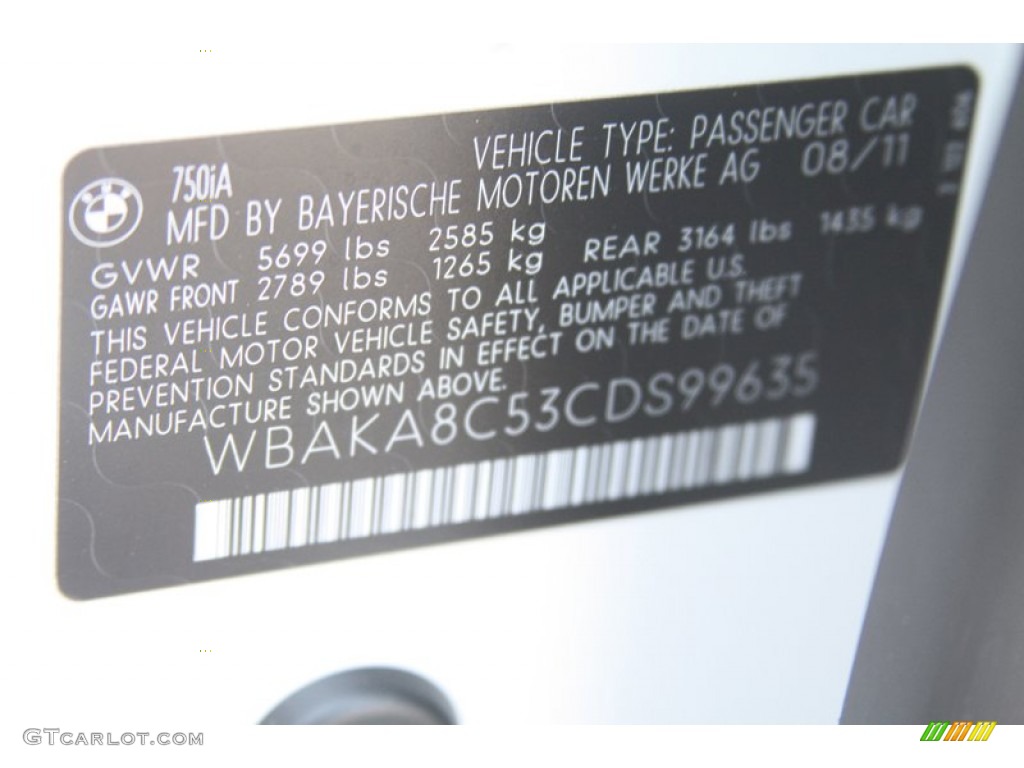 VEHICLE TYPE: PASSENGER CAR
750iA
BMW
MFD BY BAYERISCHE MOTOREN WERKE AG 08/11
GVWR 5699 lbs 2585 kg
GAWR FRONT 2789 lbs 1265 kg REAR 3164 lbs 1435 kg
THIS VEHICLE CONFORMS TO ALL APPLICABLE U.S.
FEDERAL MOTOR VEHICLE SAFETY, BUMPER AND THEFT
PREVENTION STANDARDS IN EFFECT ON THE DATE OF
MANUFACTURE SHOWN ABOVE.
WBAKA8C53CDS99635
GTCARLOT.COM